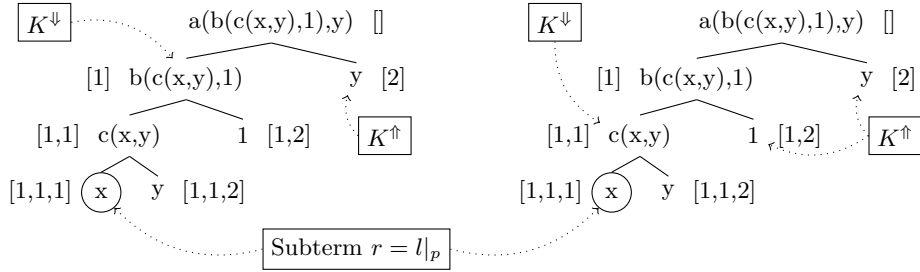 K⇓ a(b(c(x,y),1),y) [] K⇓ a(b(c(x,y),1),y) []
[1] b(c(x,y),1) y [2] [1] b(c(x,y),1) y [2]
[1,1] c(x,y) 1 [1,2] K⇑ [1,1] c(x,y) 1 [1,2] K⇑
[1,1,1] x y [1,1,2] [1,1,1] x y [1,1,2]
Subterm r = l|p